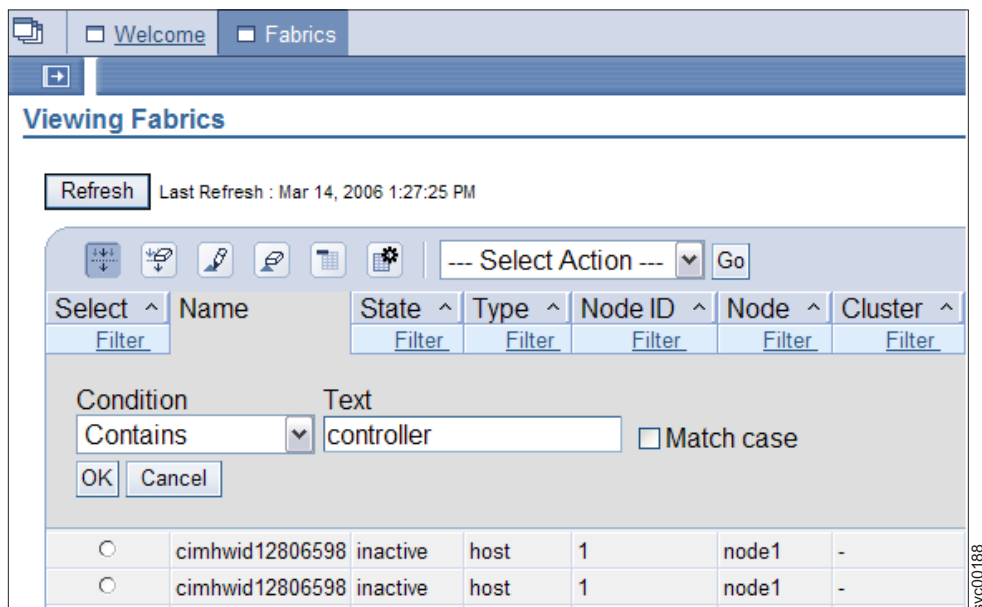 Welcome Fabrics
Viewing Fabrics
Refresh Last Refresh : Mar 14, 2006 1:27:25 PM
--- Select Action --- Go
Select Name State Type Node ID Node Cluster
Filter Filter Filter Filter Filter Filter
Condition Text
Contains controller Match case
OK Cancel
cimhwid12806598 inactive host 1 node1 -
cimhwid12806598 inactive host 1 node1 -
svc00188